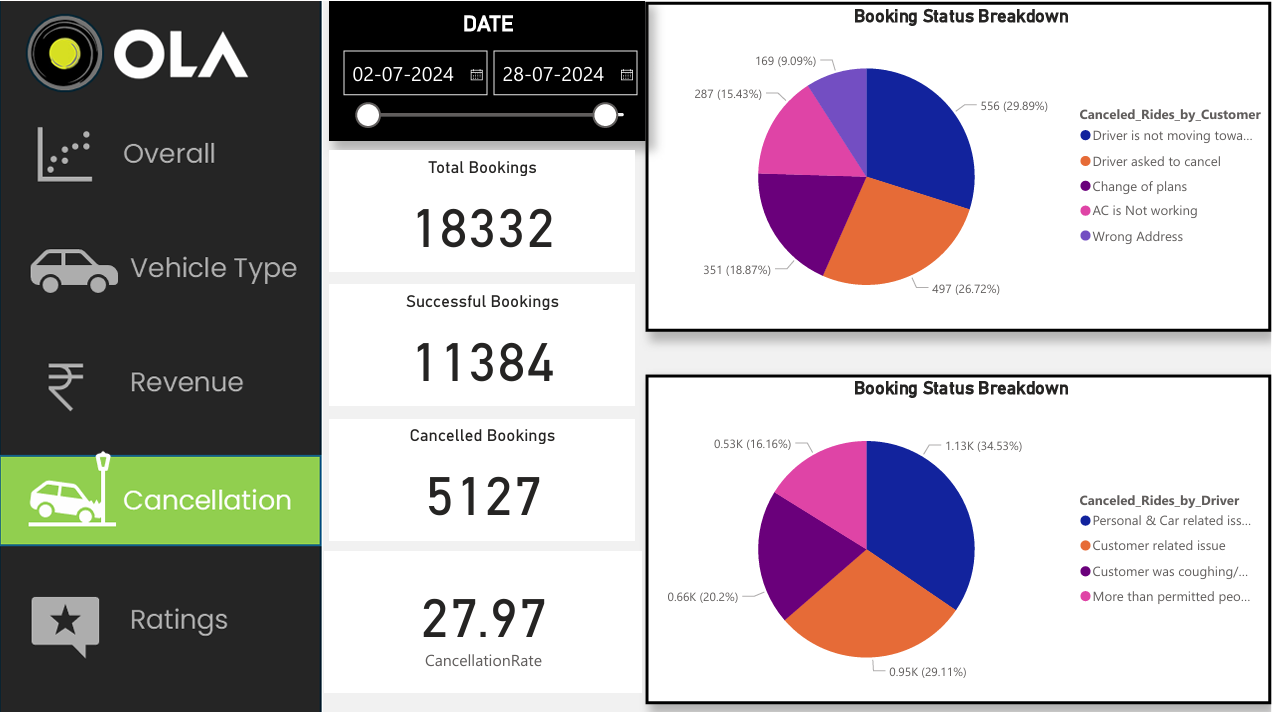 OLA
Overall
Vehicle Type
Revenue
Cancellation
Ratings
DATE
02-07-2024
28-07-2024
Total Bookings
18332
Successful Bookings
11384
Cancelled Bookings
5127
27.97
CancellationRate
Booking Status Breakdown
169 (9.09%)
287 (15.43%)
556 (29.89%)
351 (18.87%)
497 (26.72%)
Canceled_Rides_by_Customer
Driver is not moving towa...
Driver asked to cancel
Change of plans
AC is Not working
Wrong Address
Booking Status Breakdown
0.53K (16.16%)
1.13K (34.53%)
0.66K (20.2%)
0.95K (29.11%)
Canceled_Rides_by_Driver
Personal & Car related iss...
Customer related issue
Customer was coughing/...
More than permitted peo...